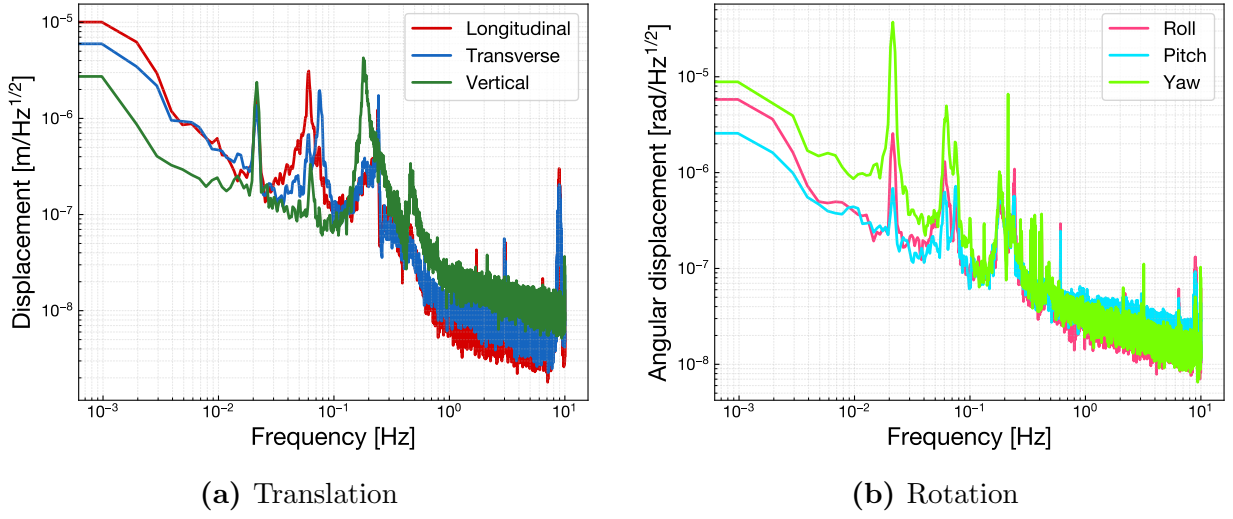 Longitudinal
Transverse
Vertical
Displacement [m/Hz^{1/2}]
10^{-5}
10^{-6}
10^{-7}
10^{-8}
10^{-3}
10^{-2}
10^{-1}
10^{0}
10^{1}
Frequency [Hz]
(a) Translation
Roll
Pitch
Yaw
Angular displacement [rad/Hz^{1/2}]
10^{-5}
10^{-6}
10^{-7}
10^{-8}
10^{-3}
10^{-2}
10^{-1}
10^{0}
10^{1}
Frequency [Hz]
(b) Rotation